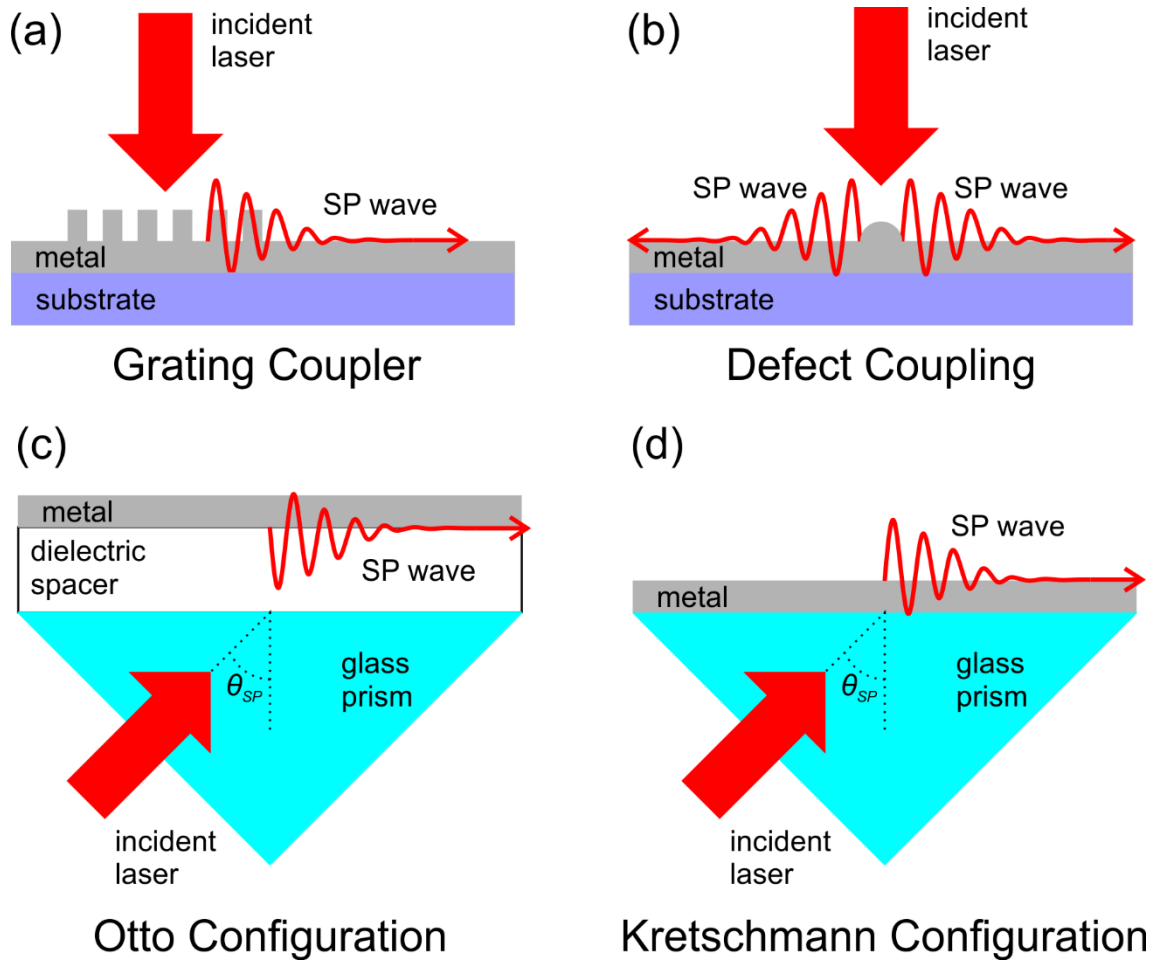 (a)
incident
laser
SP wave
metal
substrate
Grating Coupler
(b)
incident
laser
SP wave
SP wave
metal
substrate
Defect Coupling
(c)
metal
dielectric
spacer
SP wave
θSP
glass
prism
incident
laser
Otto Configuration
(d)
SP wave
metal
θSP
glass
prism
incident
laser
Kretschmann Configuration